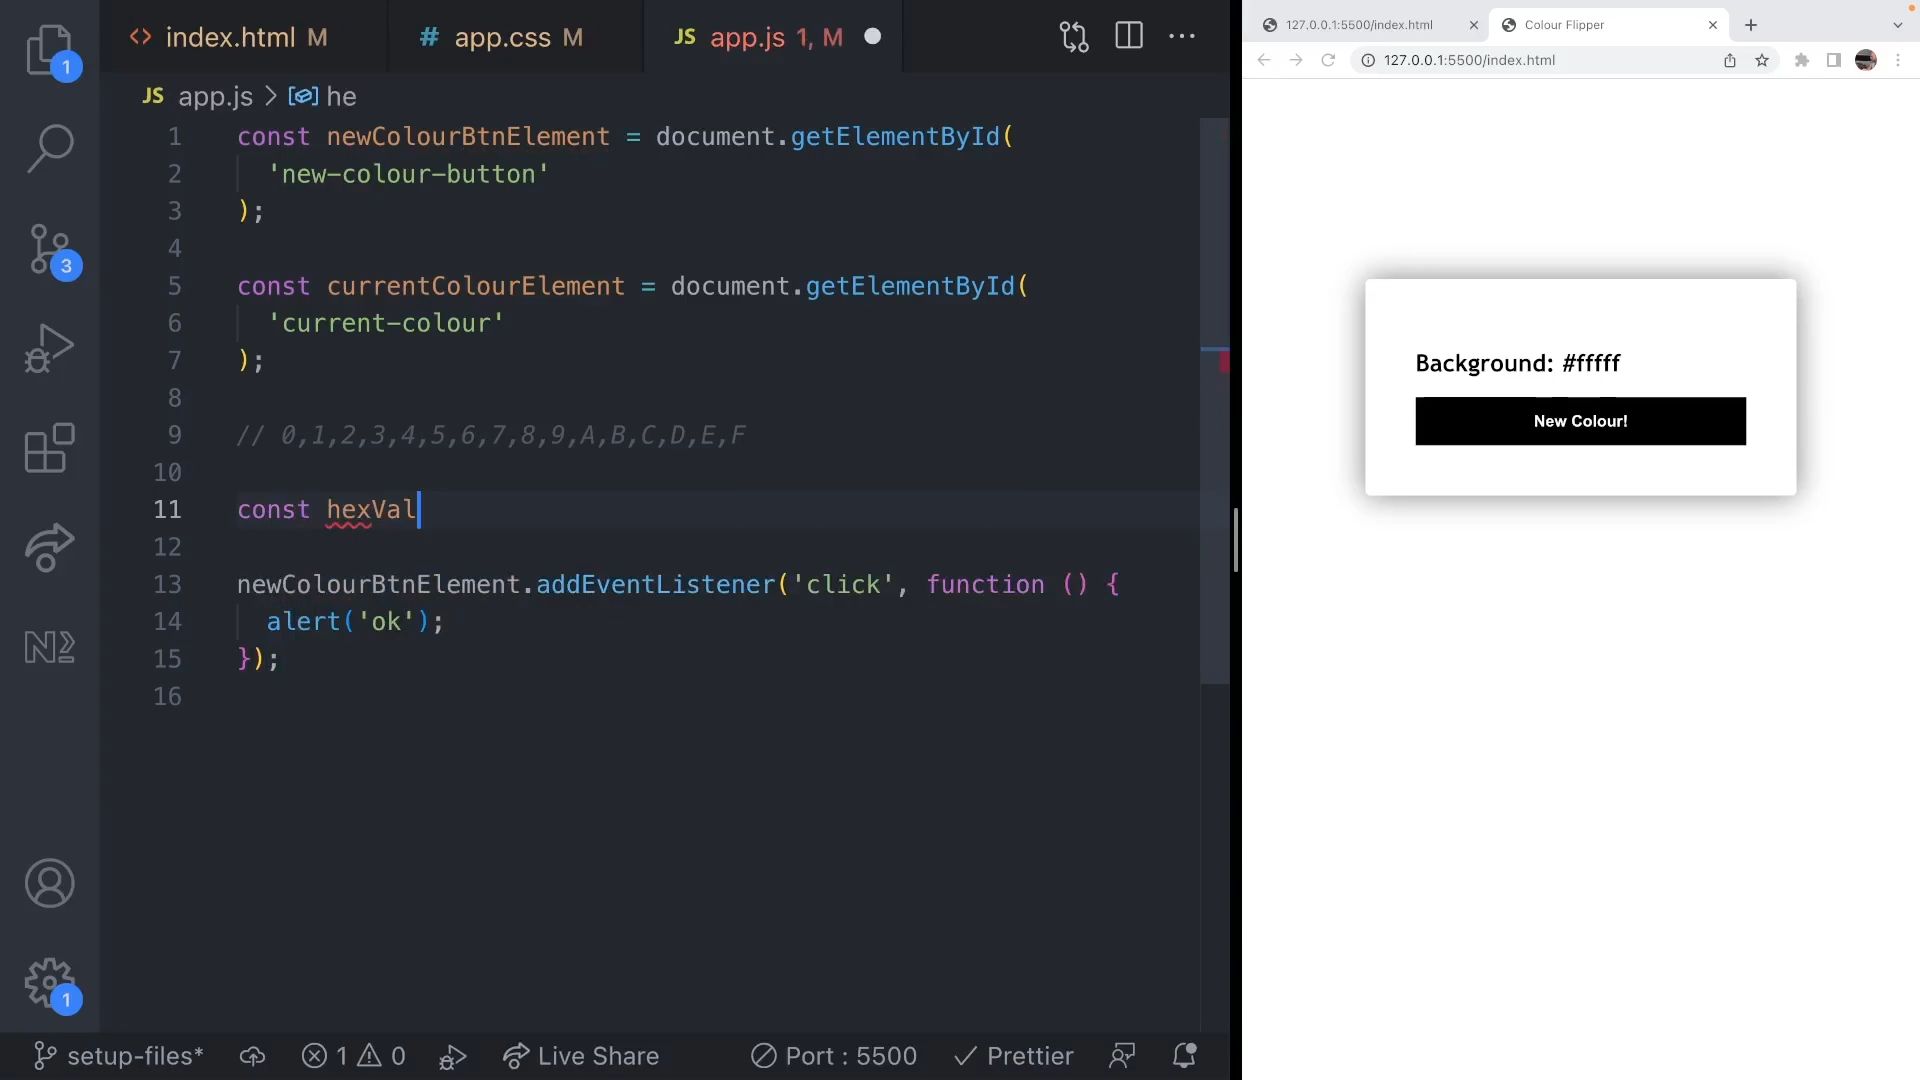 index.html M
# app.css M
JS app.js 1, M
JS app.js > he
1 const newColourBtnElement = document.getElementById(
2 'new-colour-button'
3 );
4
5 const currentColourElement = document.getElementById(
6 'current-colour'
7 );
8
9 // 0,1,2,3,4,5,6,7,8,9,A,B,C,D,E,F
10
11 const hexVal
12
13 newColourBtnElement.addEventListener('click', function () {
14 alert('ok');
15 });
16
1
3
1
setup-files*
1
0
Live Share
Port : 5500
Prettier
127.0.0.1:5500/index.html
Colour Flipper
127.0.0.1:5500/index.html
Background: #fffff
New Colour!